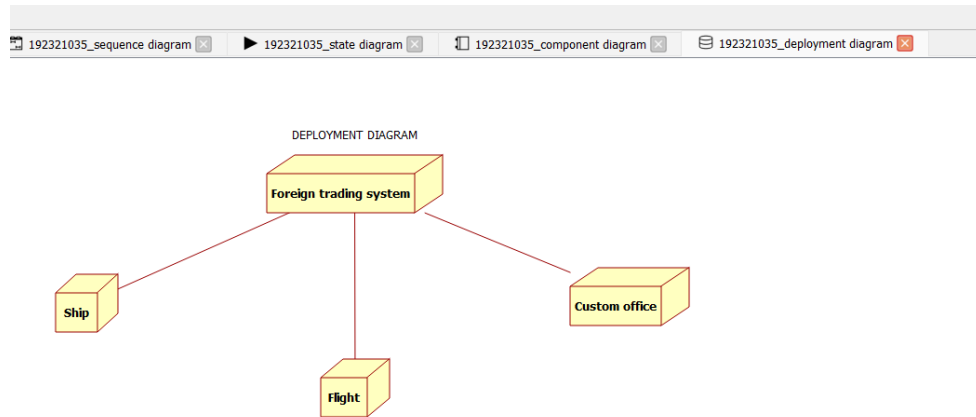 192321035_sequence diagram
192321035_state diagram
192321035_component diagram
192321035_deployment diagram
DEPLOYMENT DIAGRAM
Foreign trading system
Ship
Custom office
Flight